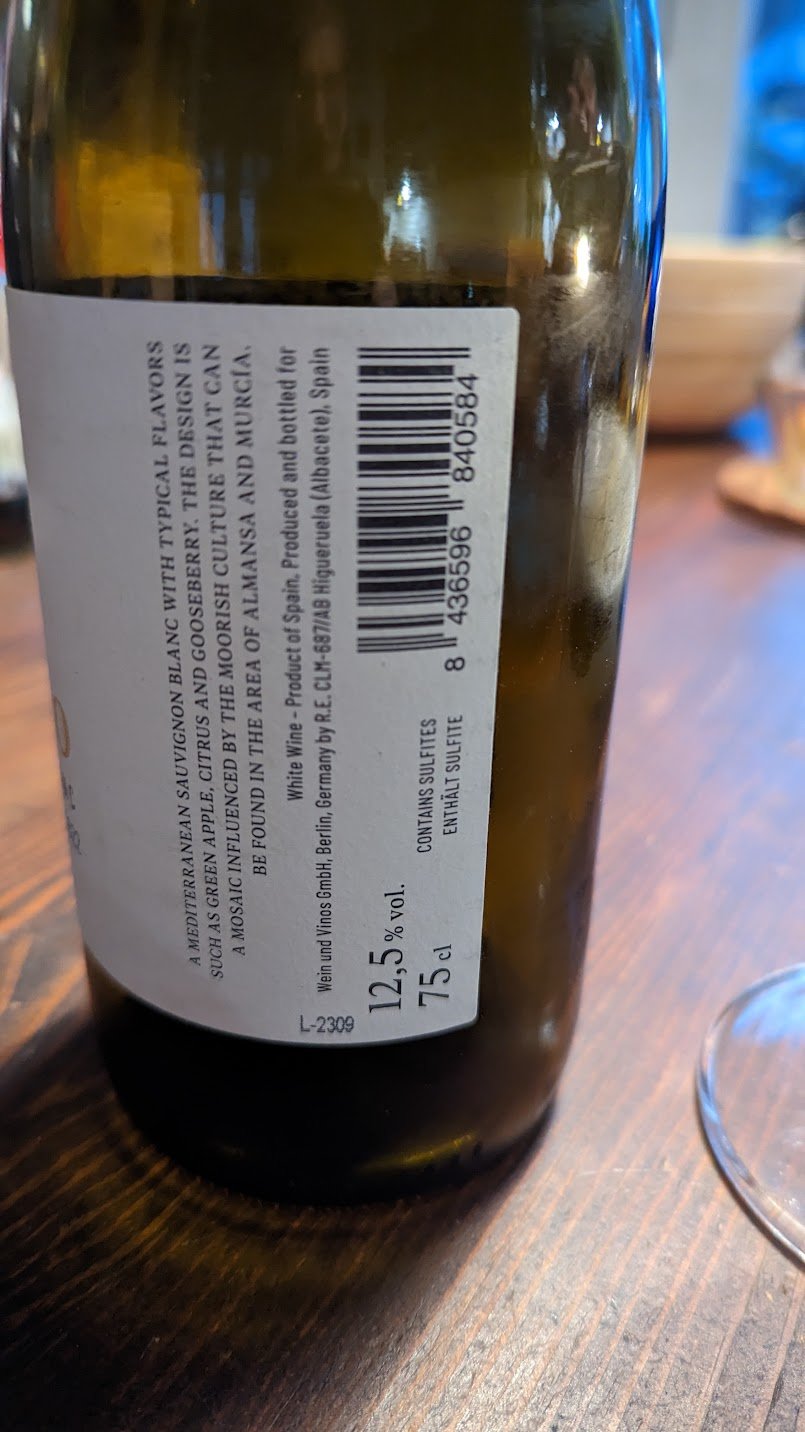 A MEDITERRANEAN SAUVIGNON BLANC WITH TYPICAL FLAVORS
SUCH AS GREEN APPLE, CITRUS AND GOOSEBERRY. THE DESIGN IS
A MOSAIC INFLUENCED BY THE MOORISH CULTURE THAT CAN
BE FOUND IN THE AREA OF ALMANSA AND MURCÍA.
White Wine - Product of Spain, Produced and bottled for
Wein und Vinos GmbH, Berlin, Germany by R.E. CLM-687/AB Higueruela (Albacete), Spain
L-2309
12,5 % vol.
75 cl
CONTAINS SULFITES
ENTHÄLT SULFITE
8 436596 840584